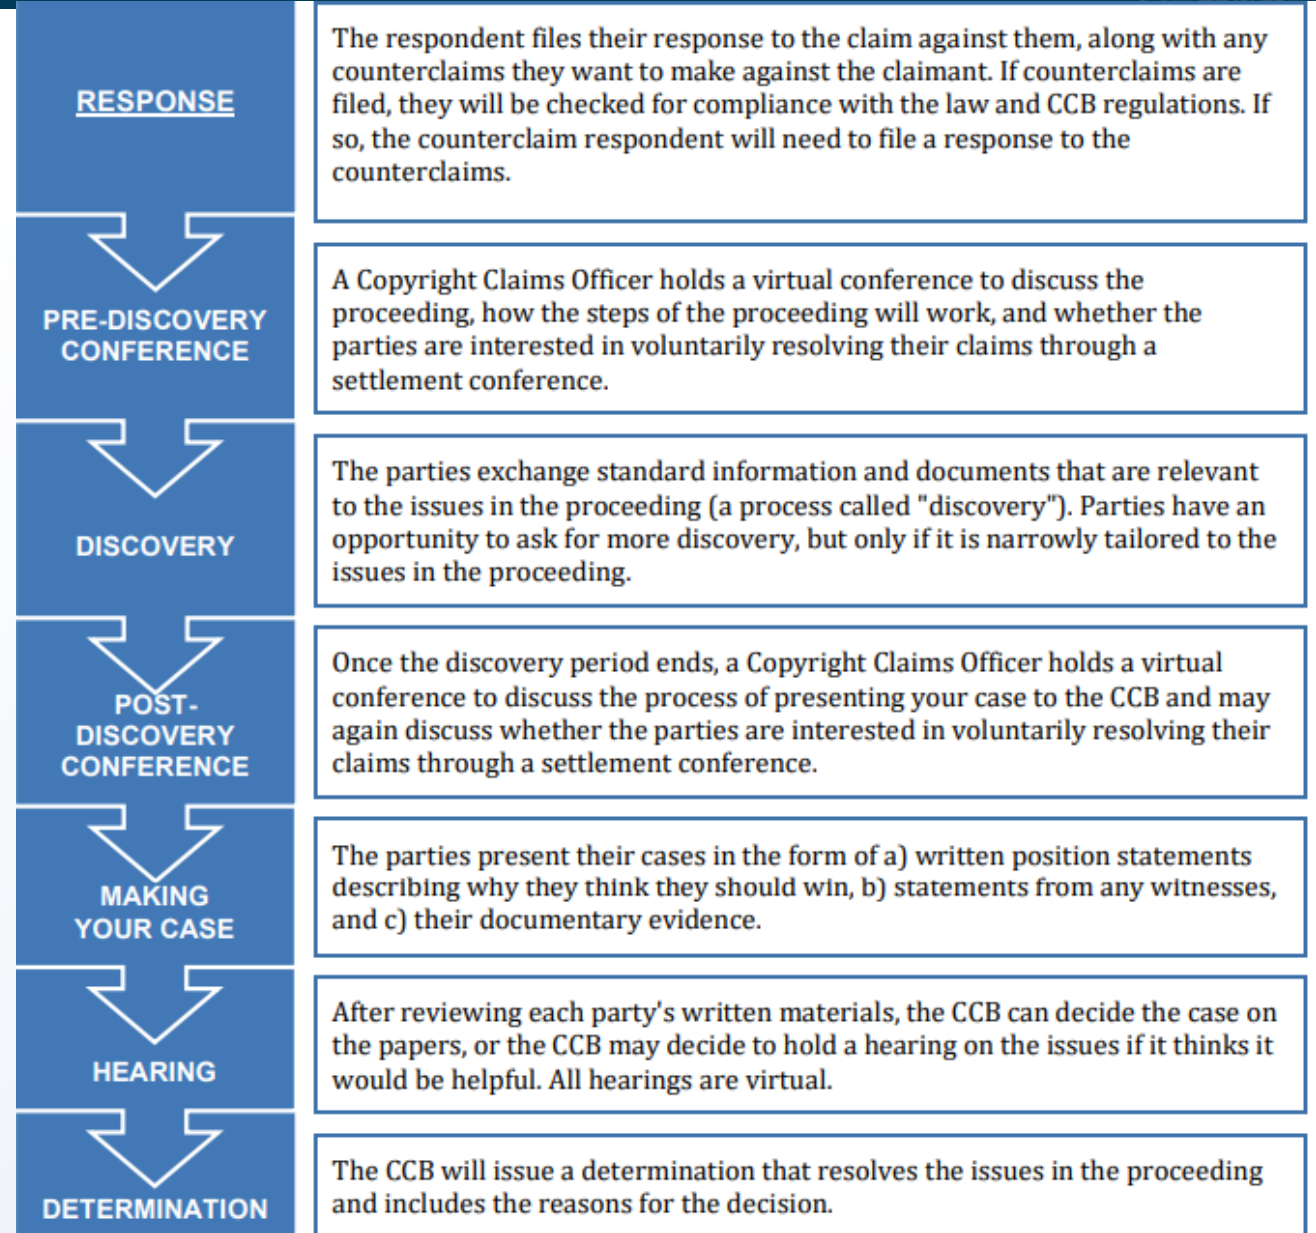 RESPONSE
The respondent files their response to the claim against them, along with any
counterclaims they want to make against the claimant. If counterclaims are
filed, they will be checked for compliance with the law and CCB regulations. If
so, the counterclaim respondent will need to file a response to the
counterclaims.
PRE-DISCOVERY
CONFERENCE
A Copyright Claims Officer holds a virtual conference to discuss the
proceeding, how the steps of the proceeding will work, and whether the
parties are interested in voluntarily resolving their claims through a
settlement conference.
DISCOVERY
The parties exchange standard information and documents that are relevant
to the issues in the proceeding (a process called "discovery"). Parties have an
opportunity to ask for more discovery, but only if it is narrowly tailored to the
issues in the proceeding.
POST-
DISCOVERY
CONFERENCE
Once the discovery period ends, a Copyright Claims Officer holds a virtual
conference to discuss the process of presenting your case to the CCB and may
again discuss whether the parties are interested in voluntarily resolving their
claims through a settlement conference.
MAKING
YOUR CASE
The parties present their cases in the form of a) written position statements
describing why they think they should win, b) statements from any witnesses,
and c) their documentary evidence.
HEARING
After reviewing each party's written materials, the CCB can decide the case on
the papers, or the CCB may decide to hold a hearing on the issues if it thinks it
would be helpful. All hearings are virtual.
DETERMINATION
The CCB will issue a determination that resolves the issues in the proceeding
and includes the reasons for the decision.